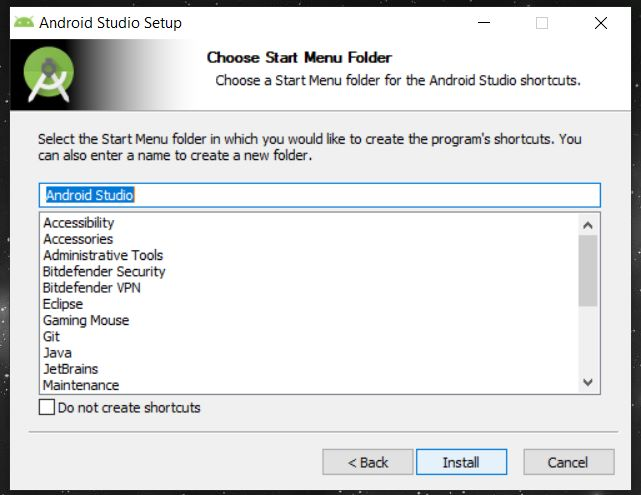 Android Studio Setup
Choose Start Menu Folder
Choose a Start Menu folder for the Android Studio shortcuts.
Select the Start Menu folder in which you would like to create the program's shortcuts. You
can also enter a name to create a new folder.
Android Studio
Accessibility
Accessories
Administrative Tools
Bitdefender Security
Bitdefender VPN
Eclipse
Gaming Mouse
Git
Java
JetBrains
Maintenance
Do not create shortcuts
< Back Install Cancel